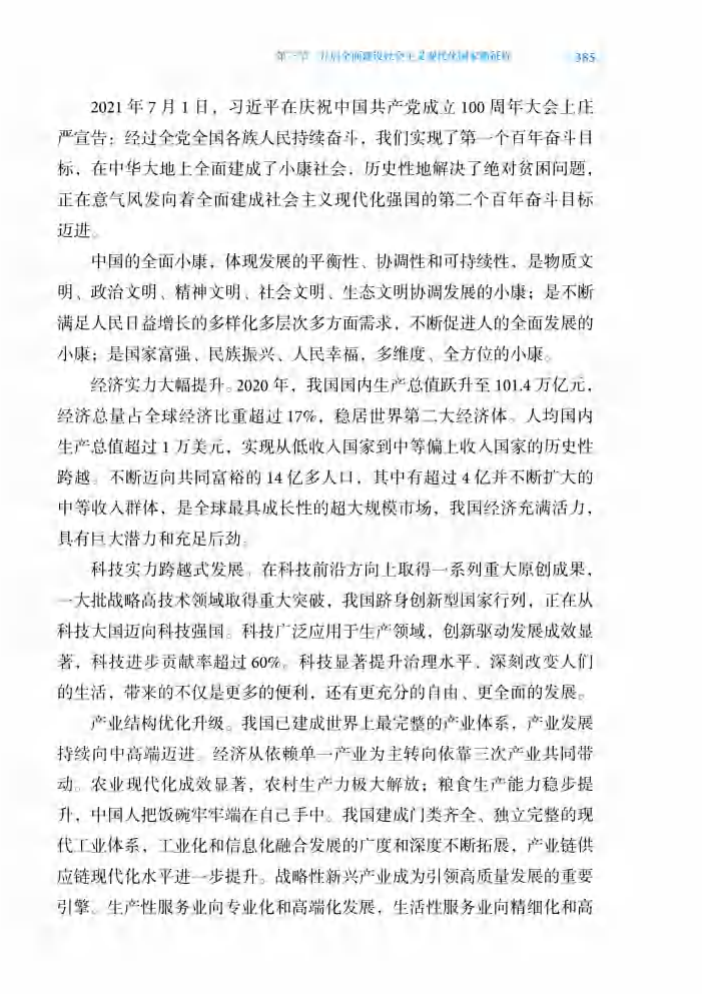 第三节 开启全面建设社会主义现代化国家新征程 385
2021 年 7 月 1 日，习近平在庆祝中国共产党成立 100 周年大会上庄
严宣告：经过全党全国各族人民持续奋斗，我们实现了第一个百年奋斗目
标，在中华大地上全面建成了小康社会，历史性地解决了绝对贫困问题，
正在意气风发向着全面建成社会主义现代化强国的第二个百年奋斗目标
迈进。
中国的全面小康，体现发展的平衡性、协调性和可持续性，是物质文
明、政治文明、精神文明、社会文明、生态文明协调发展的小康；是不断
满足人民日益增长的多样化多层次多方面需求，不断促进人的全面发展的
小康；是国家富强、民族振兴、人民幸福，多维度、全方位的小康。
经济实力大幅提升。2020 年，我国国内生产总值跃升至 101.4 万亿元，
经济总量占全球经济比重超过 17%，稳居世界第二大经济体。人均国内
生产总值超过 1 万美元，实现从低收入国家到中等偏上收入国家的历史性
跨越。不断迈向共同富裕的 14 亿多人口，其中有超过 4 亿并不断扩大的
中等收入群体，是全球最具成长性的超大规模市场，我国经济充满活力，
具有巨大潜力和充足后劲。
科技实力跨越式发展。在科技前沿方向上取得一系列重大原创成果，
一大批战略高技术领域取得重大突破，我国跻身创新型国家行列，正在从
科技大国迈向科技强国。科技广泛应用于生产领域，创新驱动发展成效显
著，科技进步贡献率超过 60%。科技显著提升治理水平、深刻改变人们
的生活，带来的不仅是更多的便利，还有更充分的自由、更全面的发展。
产业结构优化升级。我国已建成世界上最完整的产业体系，产业发展
持续向中高端迈进。经济从依赖单一产业为主转向依靠三次产业共同带
动。农业现代化成效显著，农村生产力极大解放；粮食生产能力稳步提
升，中国人把饭碗牢牢端在自己手中。我国建成门类齐全、独立完整的现
代工业体系，工业化和信息化融合发展的广度和深度不断拓展，产业链供
应链现代化水平进一步提升。战略性新兴产业成为引领高质量发展的重要
引擎。生产性服务业向专业化和高端化发展，生活性服务业向精细化和高